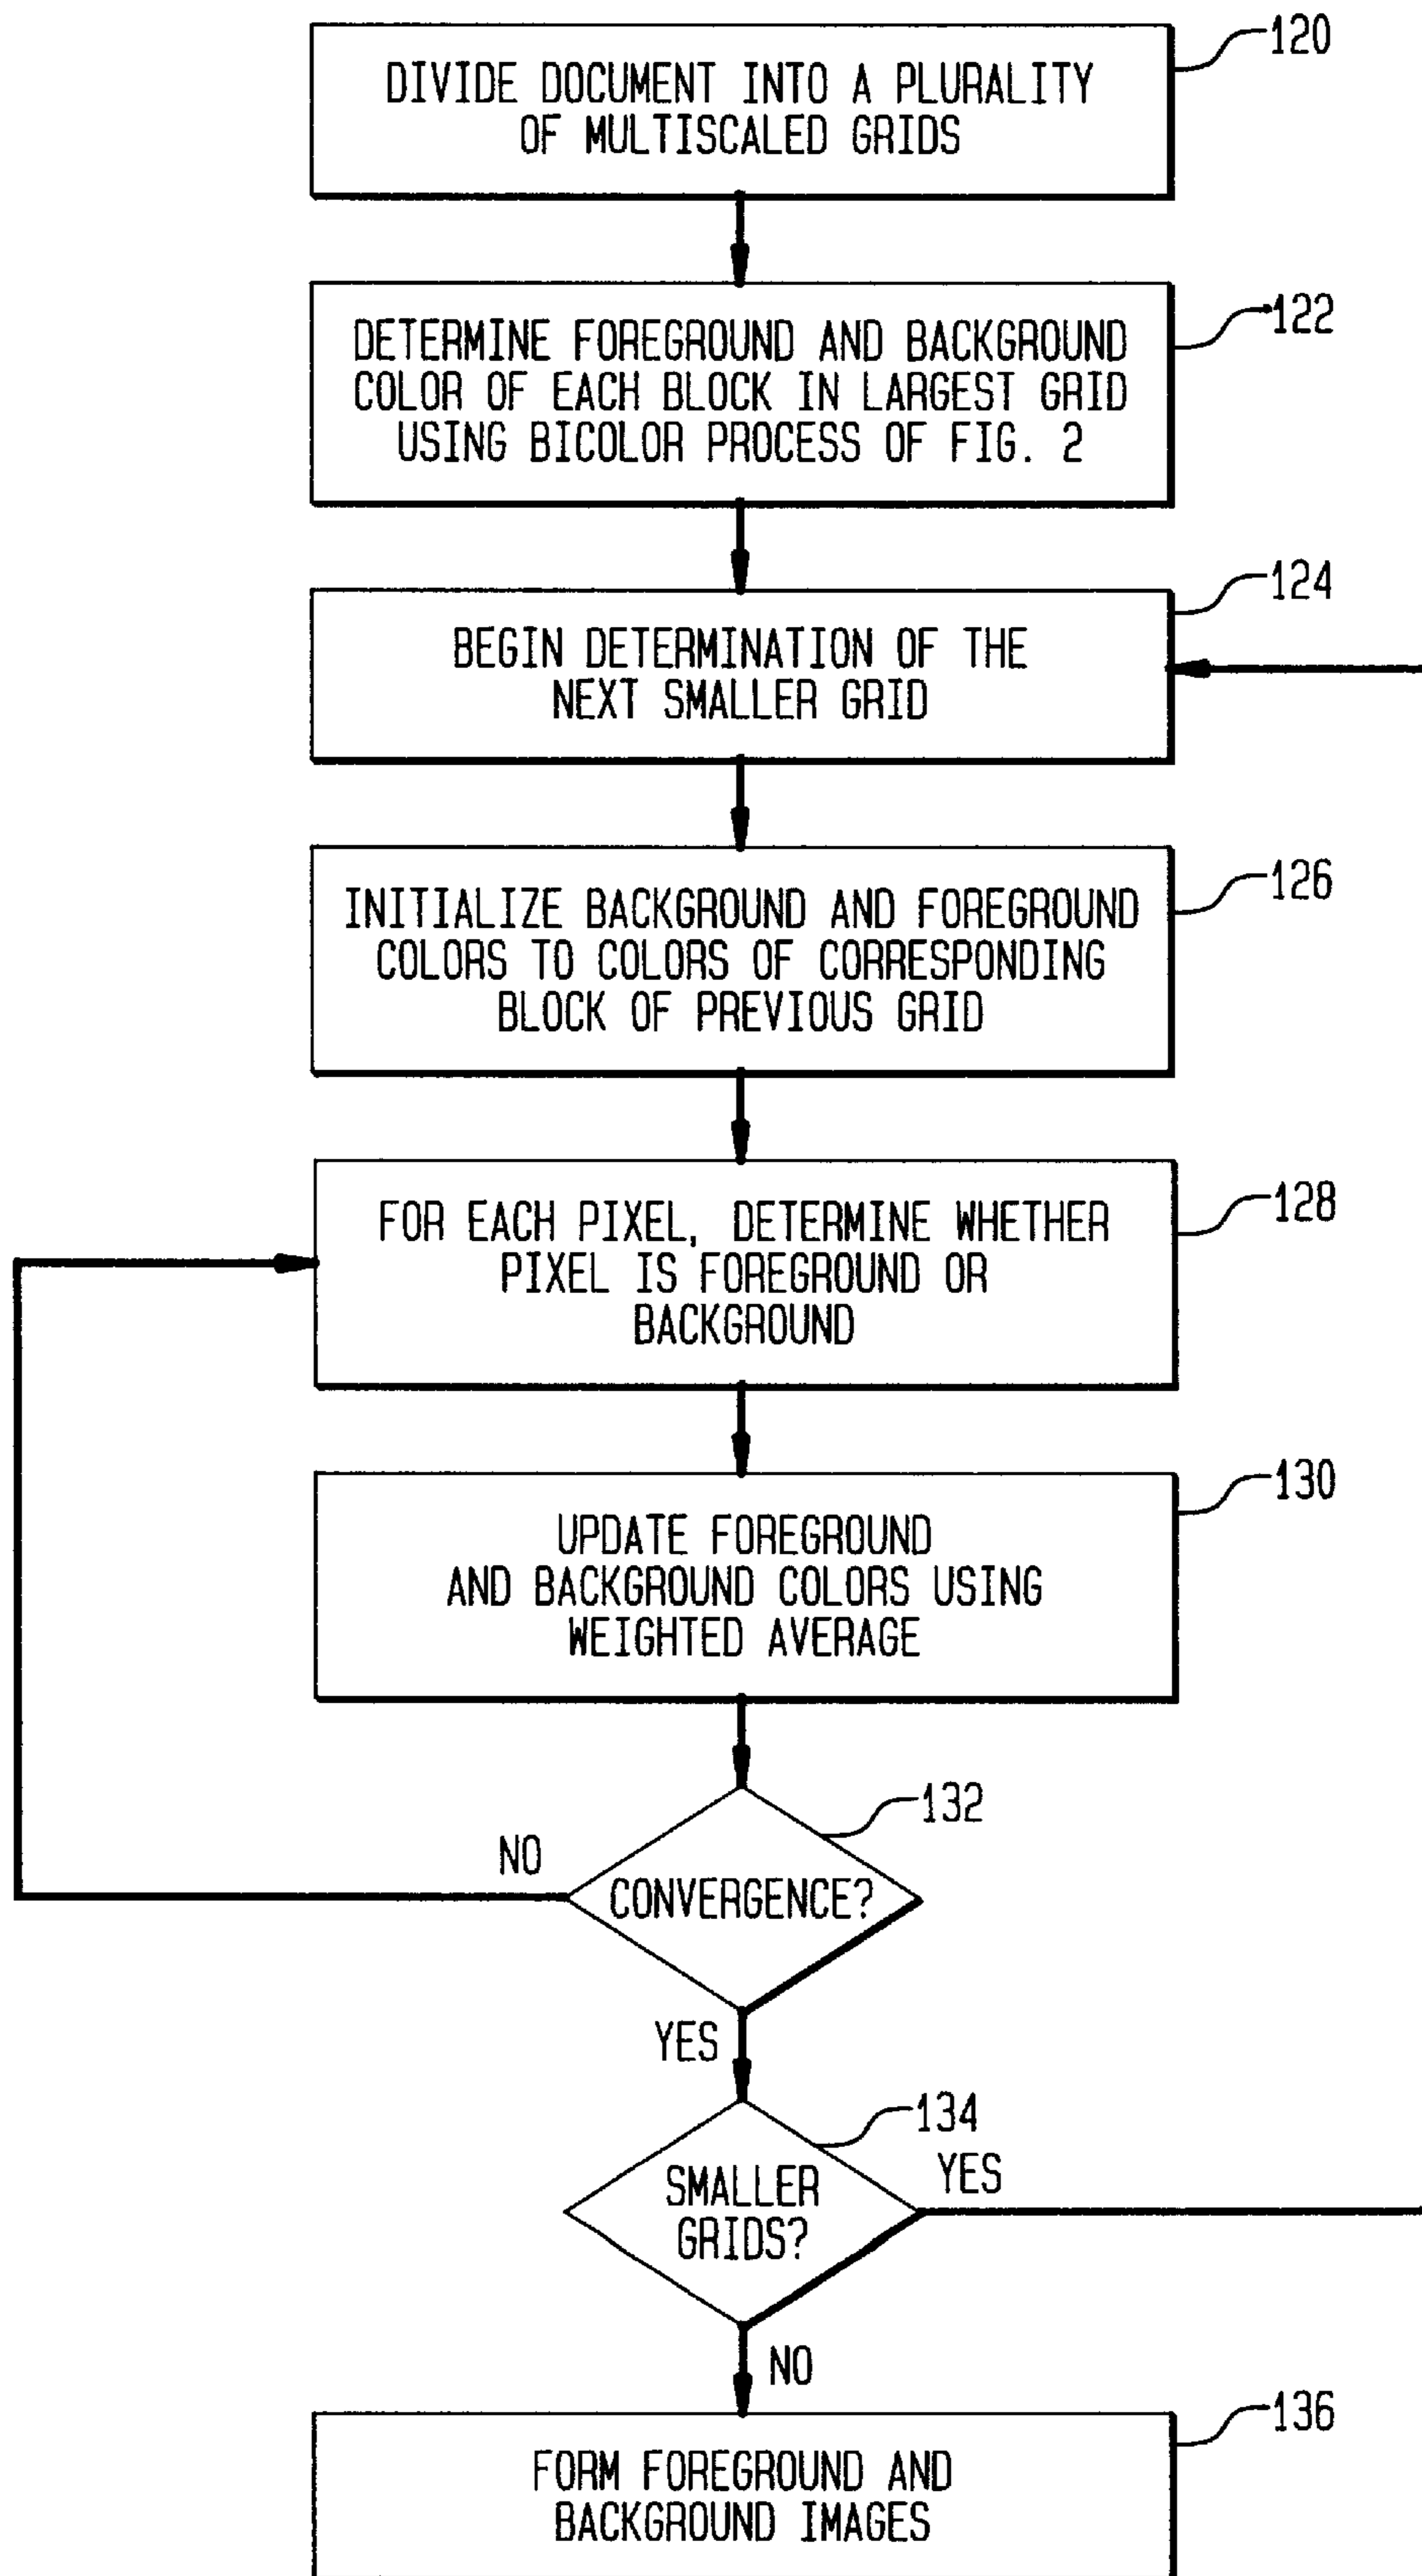 120
DIVIDE DOCUMENT INTO A PLURALITY
OF MULTISCALED GRIDS
122
DETERMINE FOREGROUND AND BACKGROUND
COLOR OF EACH BLOCK IN LARGEST GRID
USING BICOLOR PROCESS OF FIG. 2
124
BEGIN DETERMINATION OF THE
NEXT SMALLER GRID
126
INITIALIZE BACKGROUND AND FOREGROUND
COLORS TO COLORS OF CORRESPONDING
BLOCK OF PREVIOUS GRID
128
FOR EACH PIXEL, DETERMINE WHETHER
PIXEL IS FOREGROUND OR
BACKGROUND
130
UPDATE FOREGROUND
AND BACKGROUND COLORS USING
WEIGHTED AVERAGE
132
NO
CONVERGENCE?
YES
134
YES
SMALLER
GRIDS?
NO
136
FORM FOREGROUND AND
BACKGROUND IMAGES